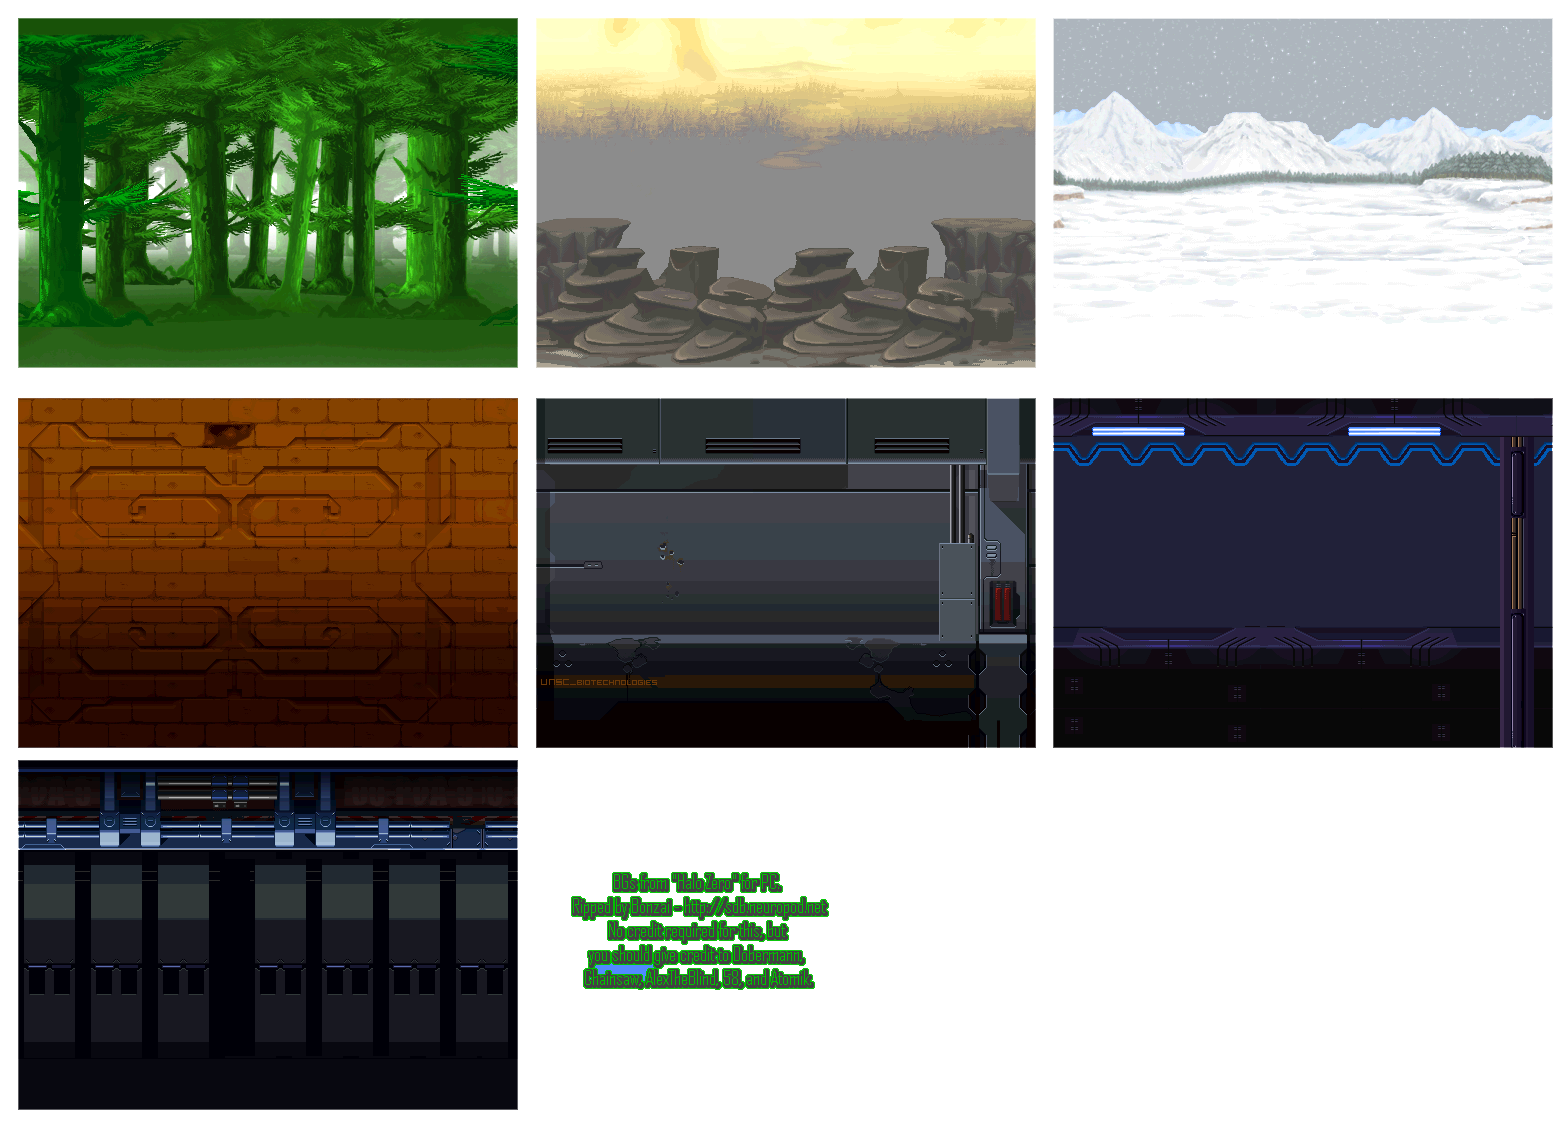 UNSC_BIOTECHNOLOGIES
BGs from "Halo Zero" for PC.
Ripped by Bonzai - http://sdb.neuropod.net
No credit required for this, but
you should give credit to Dobermann,
Chainsaw, AlexTheBlind, 58, and Atomik.